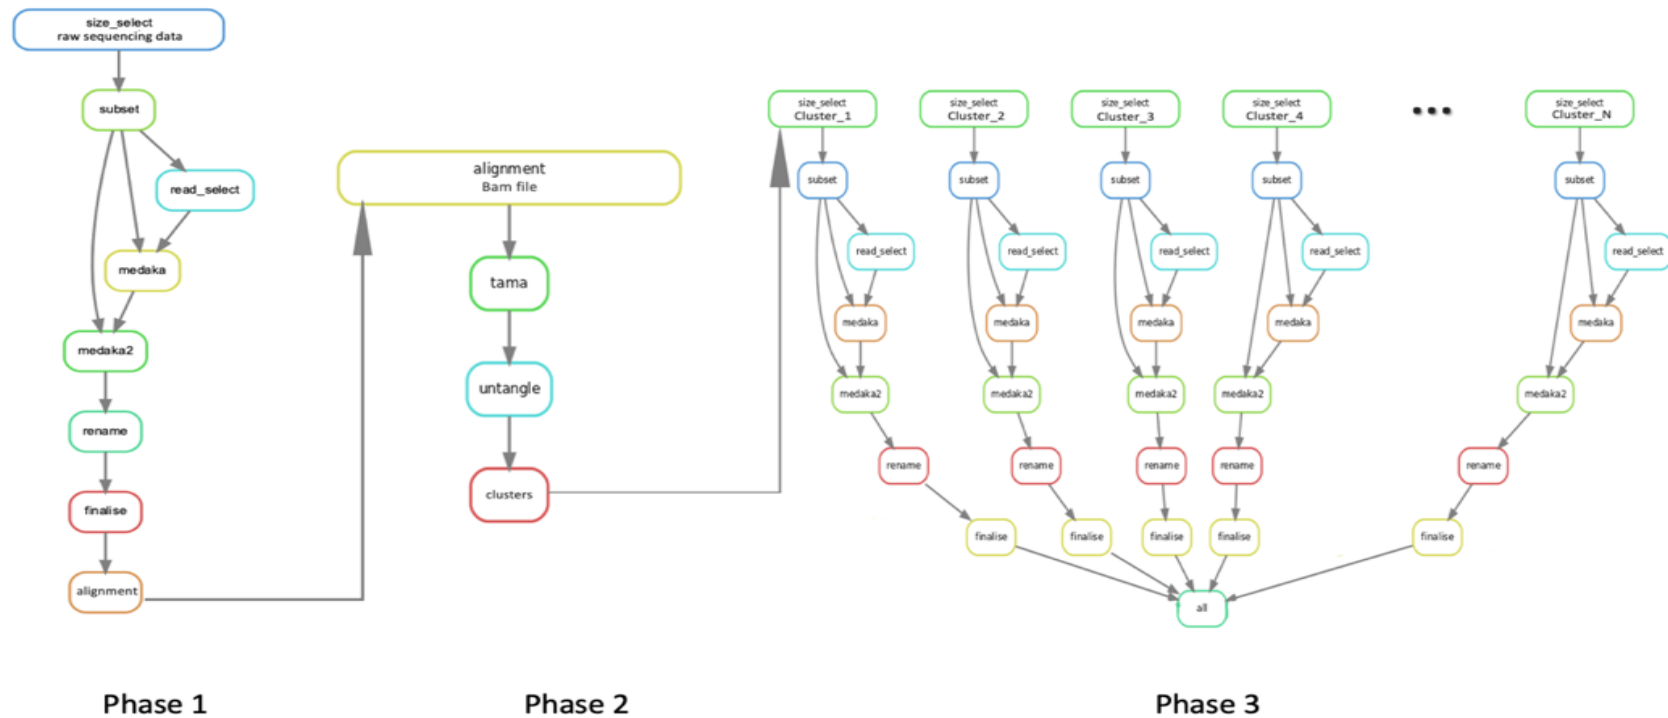 size_select
raw sequencing data
subset
read_select
medaka
medaka2
rename
finalise
alignment
Phase 1
alignment
Bam file
tama
untangle
clusters
Phase 2
size_select
Cluster_1
size_select
Cluster_2
size_select
Cluster_3
size_select
Cluster_4
...
size_select
Cluster_N
subset
subset
subset
subset
subset
read_select
read_select
read_select
read_select
read_select
medaka
medaka
medaka
medaka
medaka
medaka2
medaka2
medaka2
medaka2
medaka2
rename
rename
rename
rename
rename
finalise
finalise
finalise
finalise
finalise
all
Phase 3